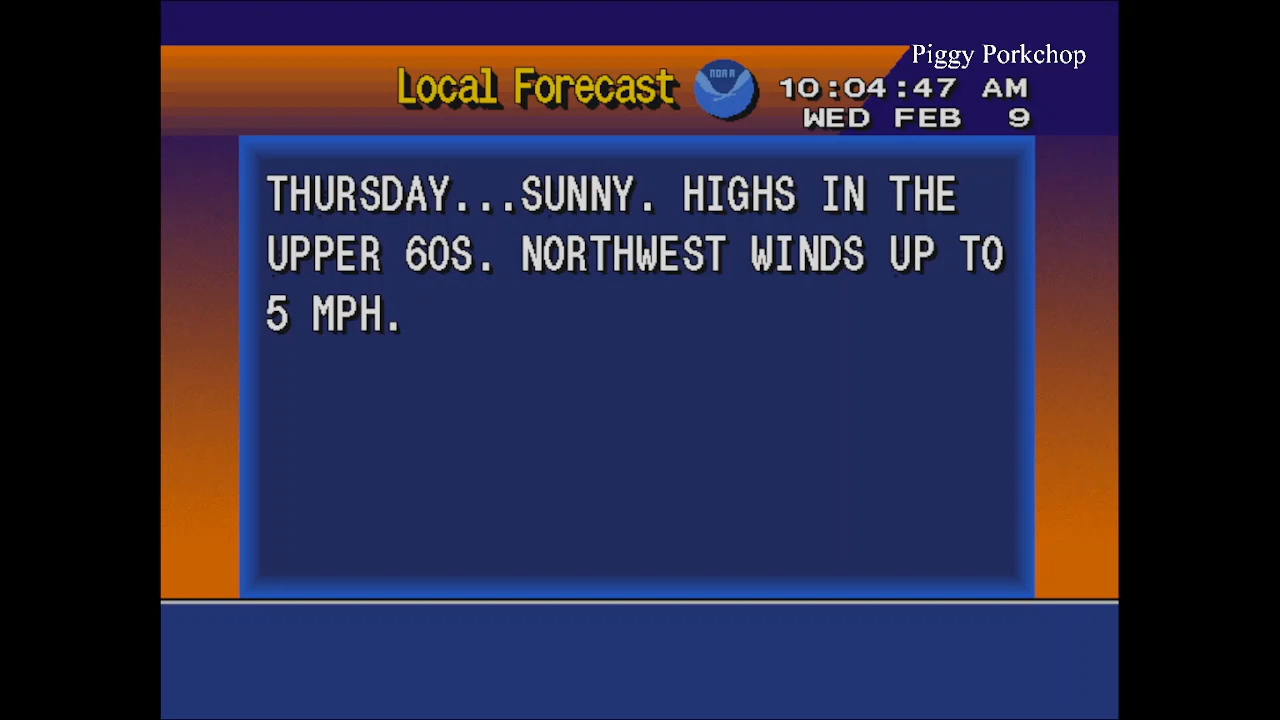 Piggy Porkchop
Local Forecast
NOAA
10:04:47 AM
WED FEB 9
THURSDAY...SUNNY. HIGHS IN THE
UPPER 60S. NORTHWEST WINDS UP TO
5 MPH.